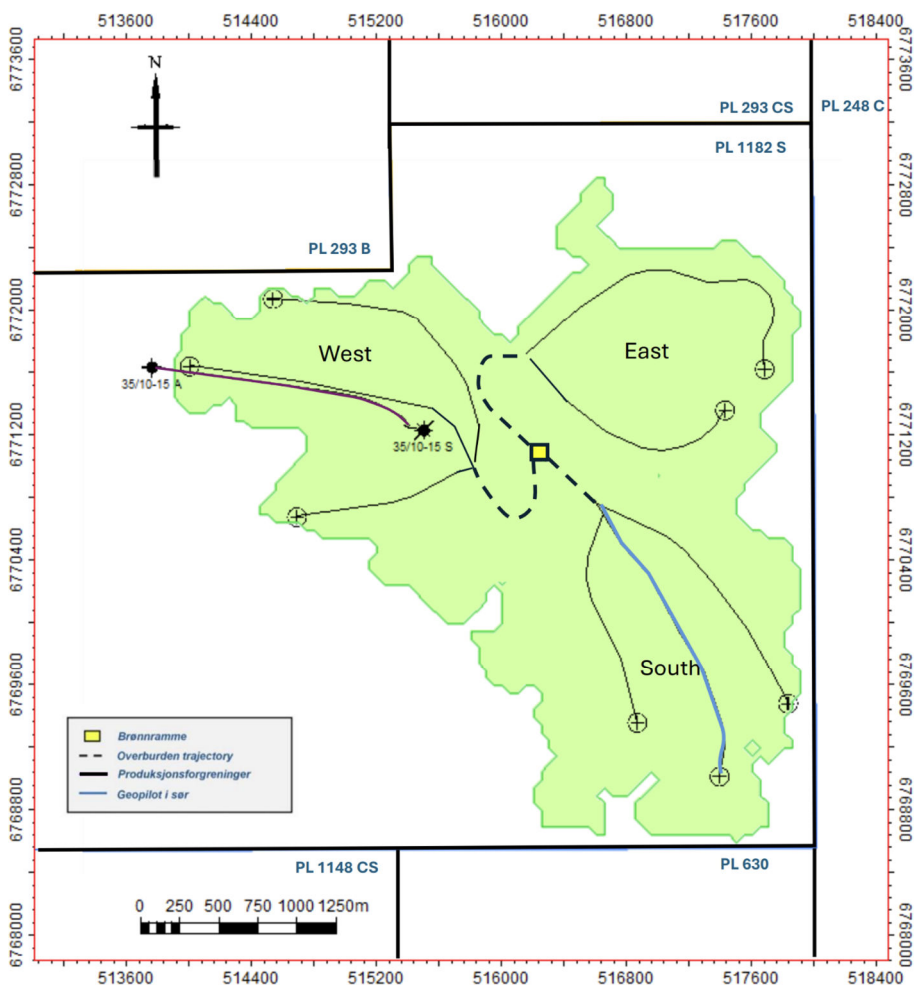 513600 514400 515200 516000 516800 517600 518400
6773600
6773600
N
PL 293 CS
PL 248 C
PL 1182 S
6772800
6772800
PL 293 B
6772000
6772000
West
East
35/10-15 A
6771200
6771200
35/10-15 S
6770400
6770400
6769600
6769600
South
Brønnramme
Overburden trajectory
Produksjonsforgreninger
Geopilot i sør
6768800
6768800
PL 1148 CS
PL 630
0 250 500 750 1000 1250m
6768000
6768000
513600 514400 515200 516000 516800 517600 518400